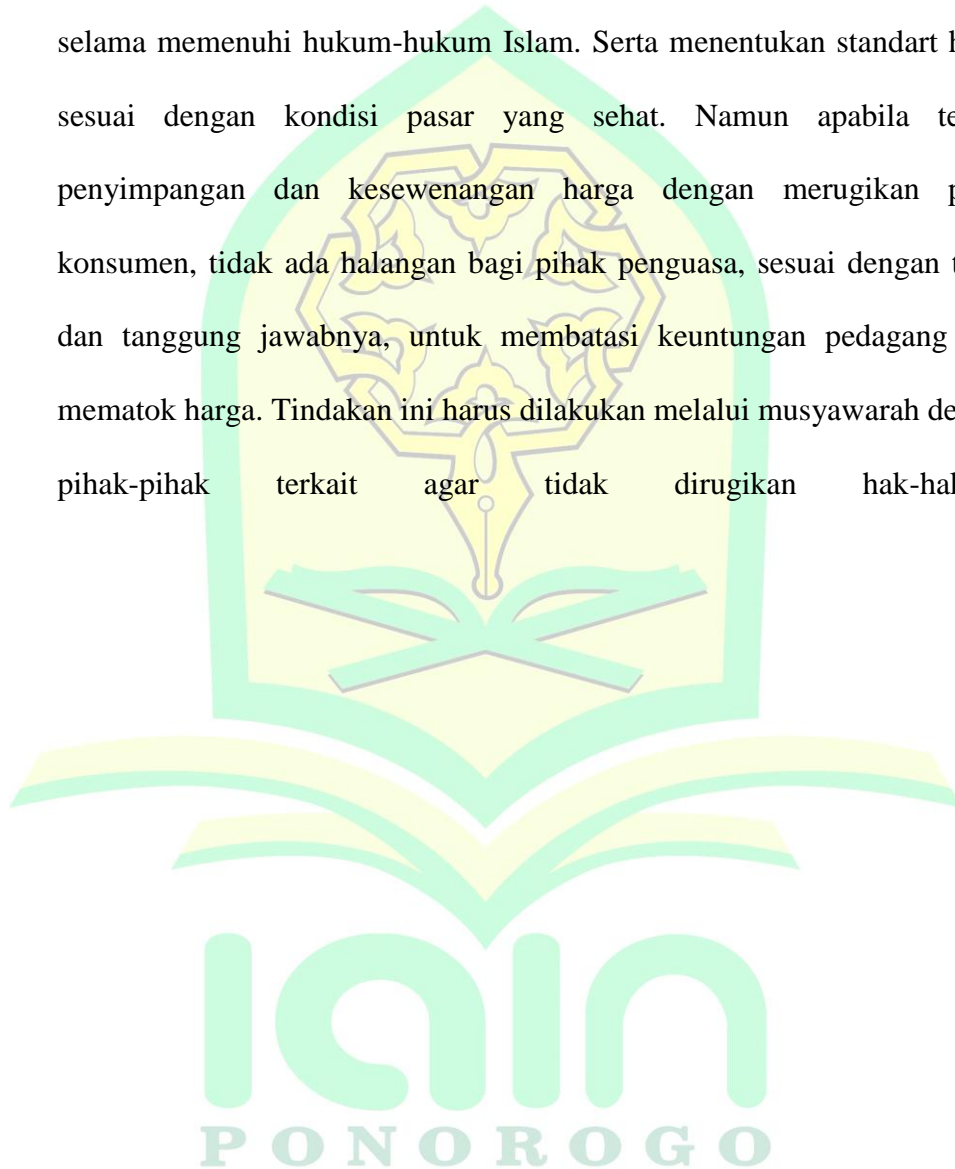 selama memenuhi hukum-hukum Islam. Serta menentukan standart
sesuai dengan kondisi pasar yang sehat. Namun apabila
penyimpangan dan kesewenangan harga dengan merugikan
konsumen, tidak ada halangan bagi pihak penguasa, sesuai dengan
dan tanggung jawabnya, untuk membatasi keuntungan pedagang
mematok harga. Tindakan ini harus dilakukan melalui musyawarah
pihak-pihak terkait agar tidak dirugikan
iain
PONOROGO